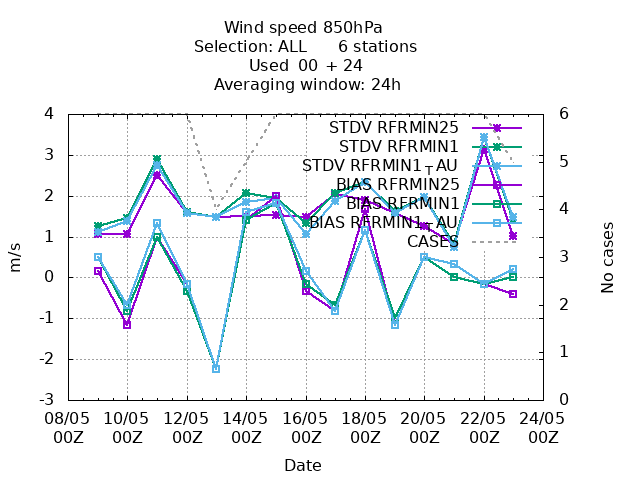 Wind speed 850hPa
Selection: ALL 6 stations
Used 00 + 24
Averaging window: 24h
4
3
2
1
0
-1
-2
-3
m/s
6
5
4
3
2
1
0
No cases
STDV RFRMIN25
STDV RFRMIN1
STDV RFRMIN1_T_AU
BIAS RFRMIN25
BIAS RFRMIN1
BIAS RFRMIN1_T_AU
CASES
08/05 10/05 12/05 14/05 16/05 18/05 20/05 22/05 24/05
00Z 00Z 00Z 00Z 00Z 00Z 00Z 00Z 00Z
Date